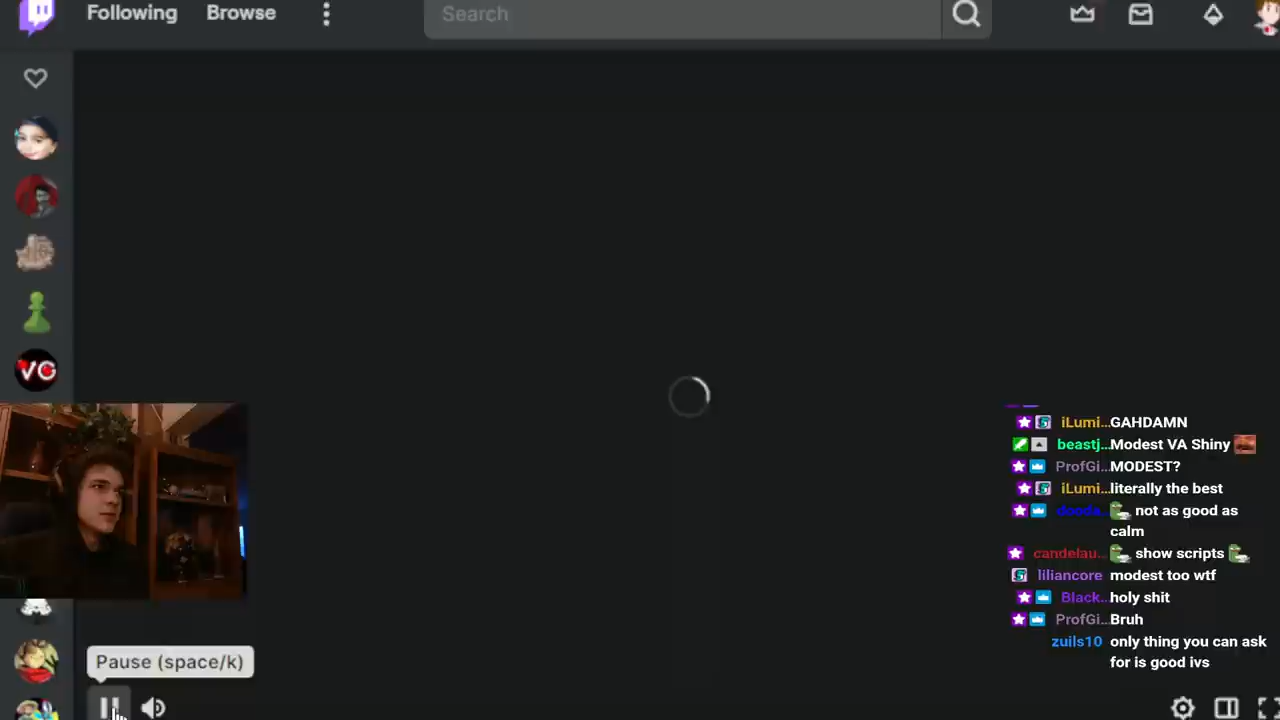 Following Browse Search
VG
iLumi...GAHDAMN
beastj...Modest VA Shiny
ProfGi...MODEST?
iLumi...literally the best
dooda... not as good as
calm
candelau... show scripts
liliancore modest too wtf
Black...holy shit
ProfGi...Bruh
zuils10 only thing you can ask
for is good ivs
Pause (space/k)